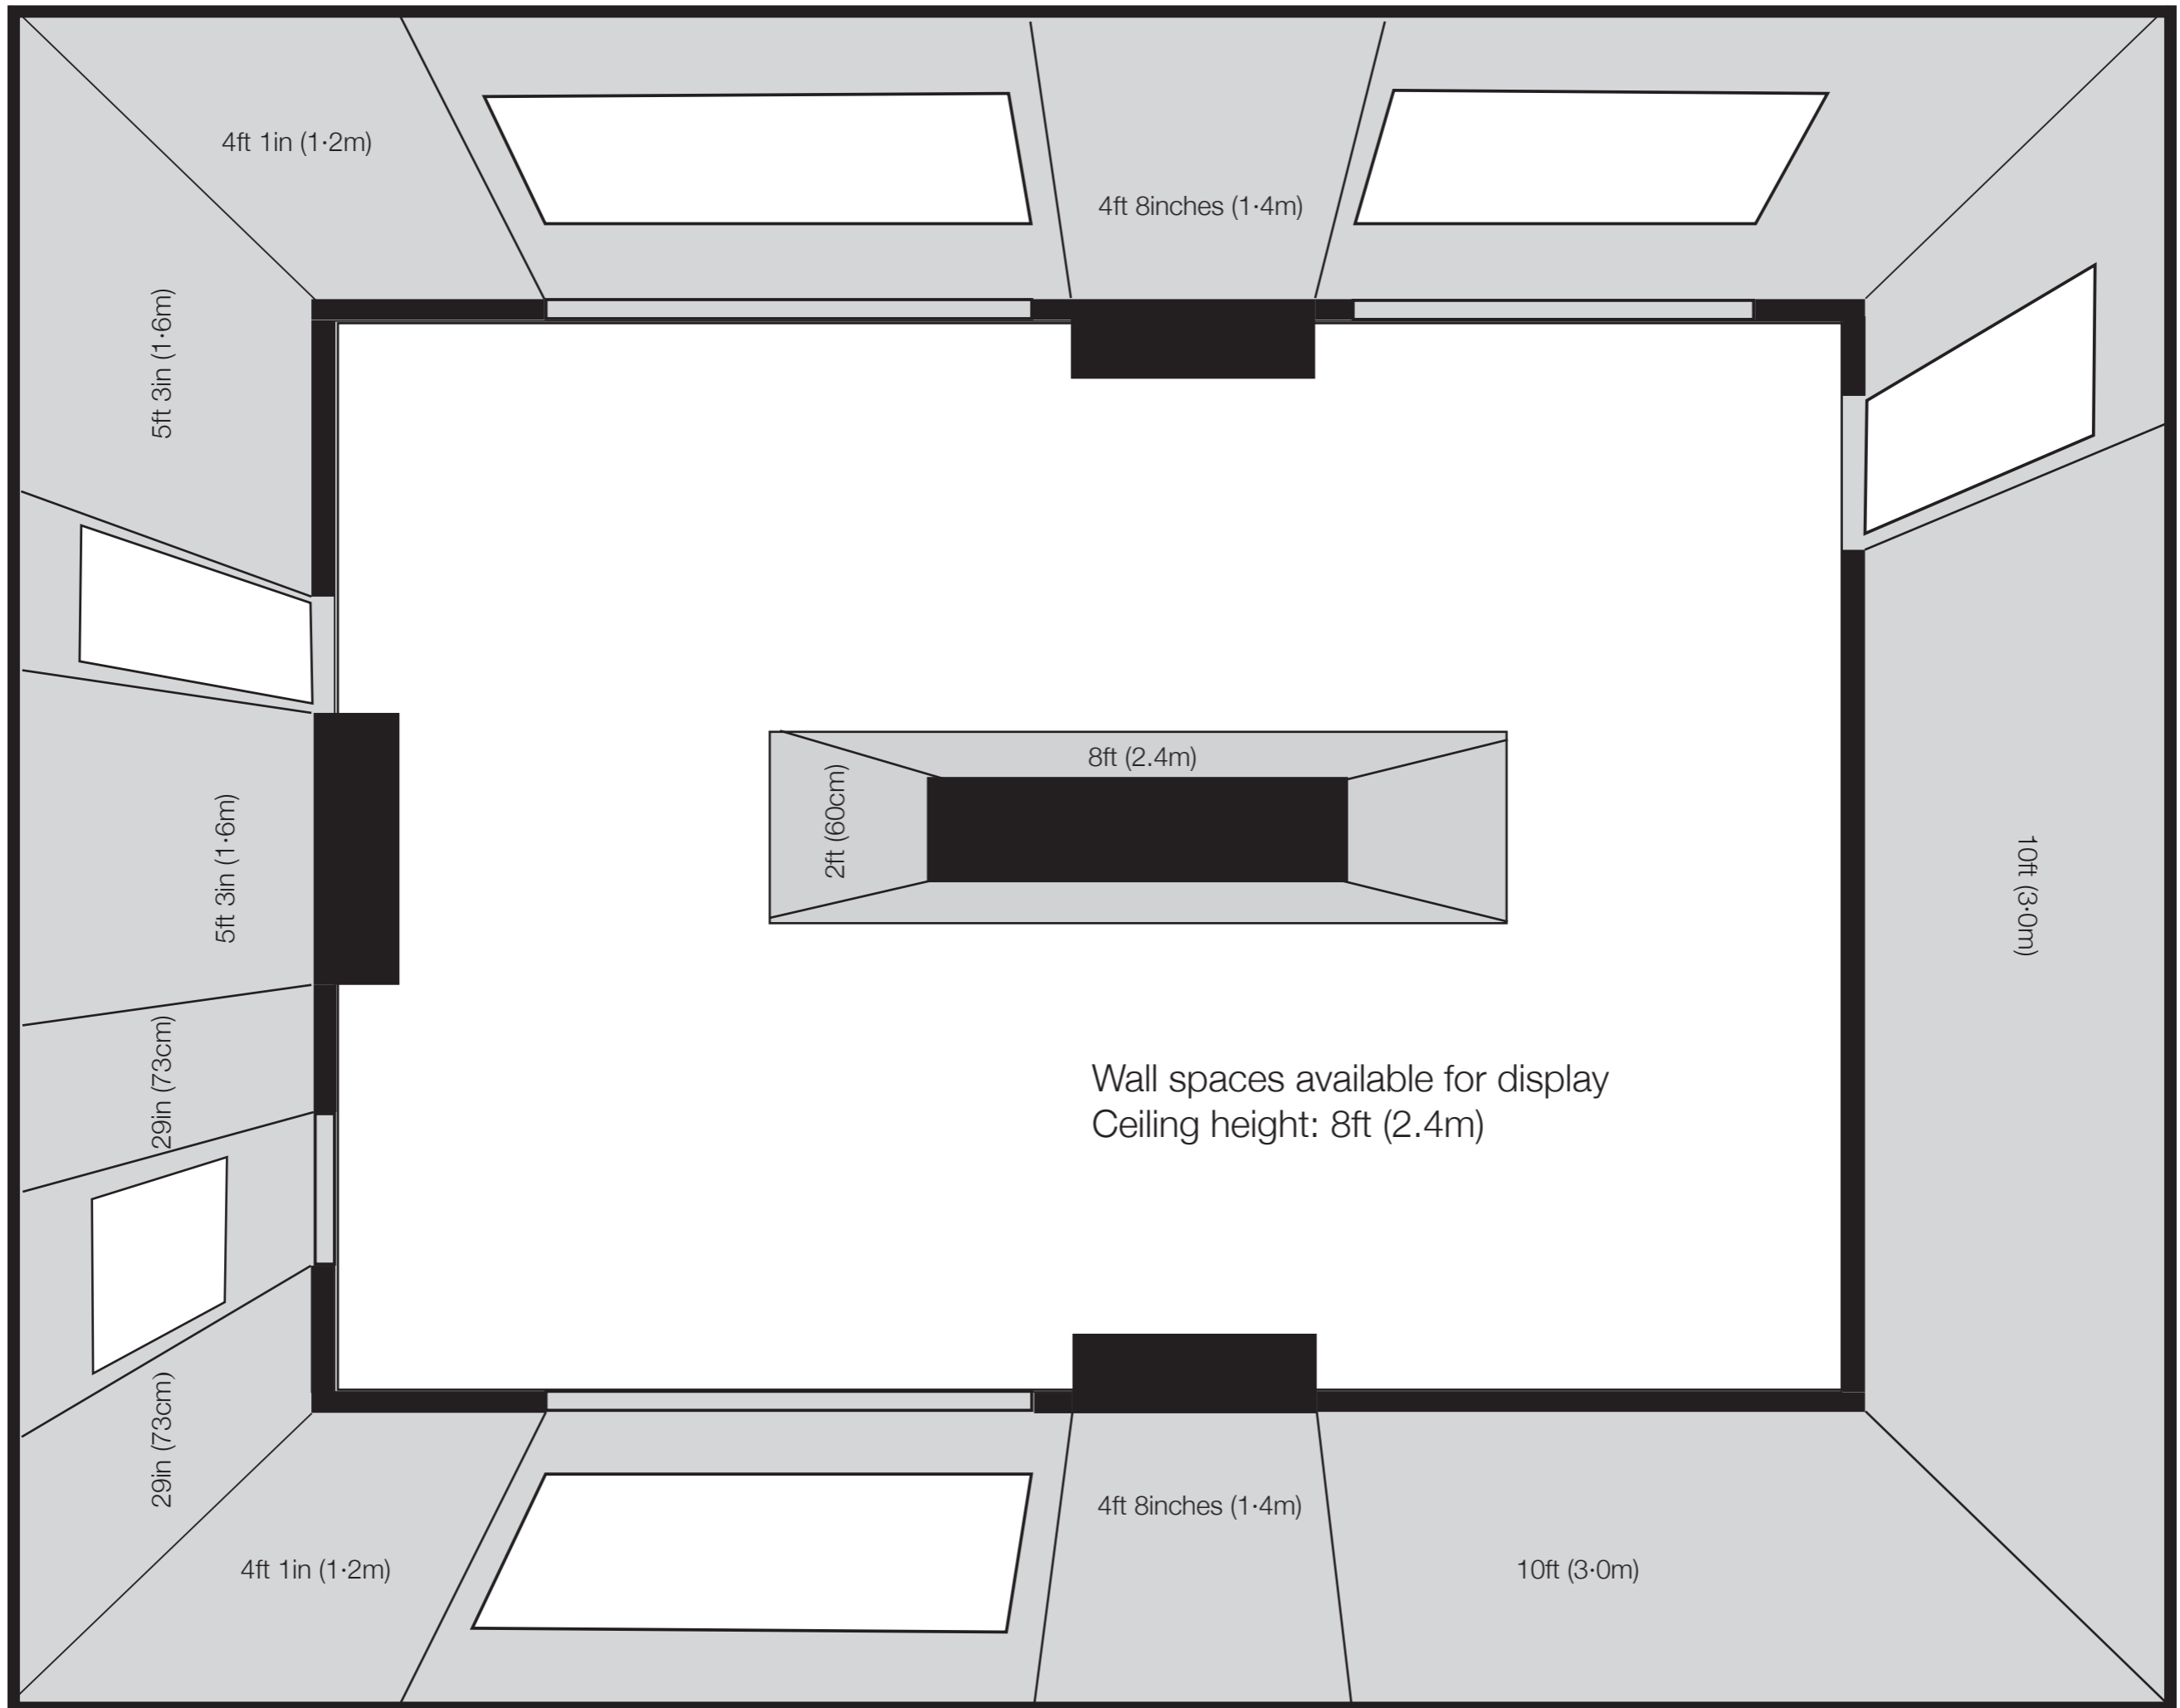 4ft 1in (1·2m)
4ft 8inches (1·4m)
5ft 3in (1·6m)
8ft (2.4m)
2ft (60cm)
5ft 3in (1·6m)
10ft (3·0m)
29in (73cm)
Wall spaces available for display
Ceiling height: 8ft (2.4m)
29in (73cm)
4ft 8inches (1·4m)
4ft 1in (1·2m)
10ft (3·0m)